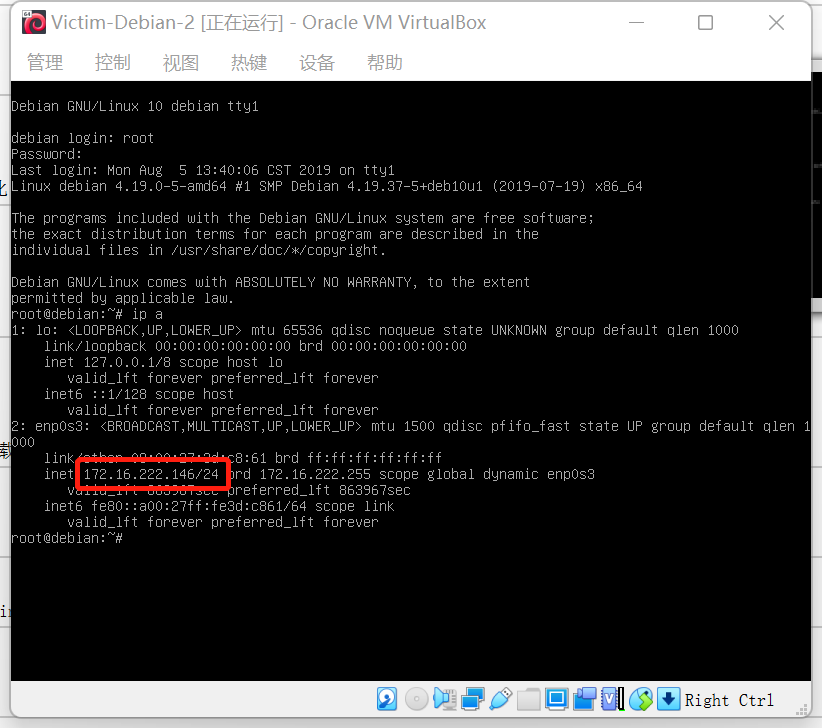 Victim-Debian-2 [正在运行] - Oracle VM VirtualBox
管理 控制 视图 热键 设备 帮助
Debian GNU/Linux 10 debian tty1
debian login: root
Password:
Last login: Mon Aug  5 13:40:06 CST 2019 on tty1
Linux debian 4.19.0-5-amd64 #1 SMP Debian 4.19.37-5+deb10u1 (2019-07-19) x86_64
The programs included with the Debian GNU/Linux system are free software;
the exact distribution terms for each program are described in the
individual files in /usr/share/doc/*/copyright.
Debian GNU/Linux comes with ABSOLUTELY NO WARRANTY, to the extent
permitted by applicable law.
root@debian:~# ip a
1: lo: <LOOPBACK,UP,LOWER_UP> mtu 65536 qdisc noqueue state UNKNOWN group default qlen 1000
link/loopback 00:00:00:00:00:00 brd 00:00:00:00:00:00
inet 127.0.0.1/8 scope host lo
valid_lft forever preferred_lft forever
inet6 ::1/128 scope host
valid_lft forever preferred_lft forever
2: enp0s3: <BROADCAST,MULTICAST,UP,LOWER_UP> mtu 1500 qdisc pfifo_fast state UP group default qlen 1
000
link/ether 08:00:27:3d:c8:61 brd ff:ff:ff:ff:ff:ff
inet 172.16.222.146/24 brd 172.16.222.255 scope global dynamic enp0s3
valid_lft 863967sec preferred_lft 863967sec
inet6 fe80::a00:27ff:fe3d:c861/64 scope link
valid_lft forever preferred_lft forever
root@debian:~#
Right Ctrl